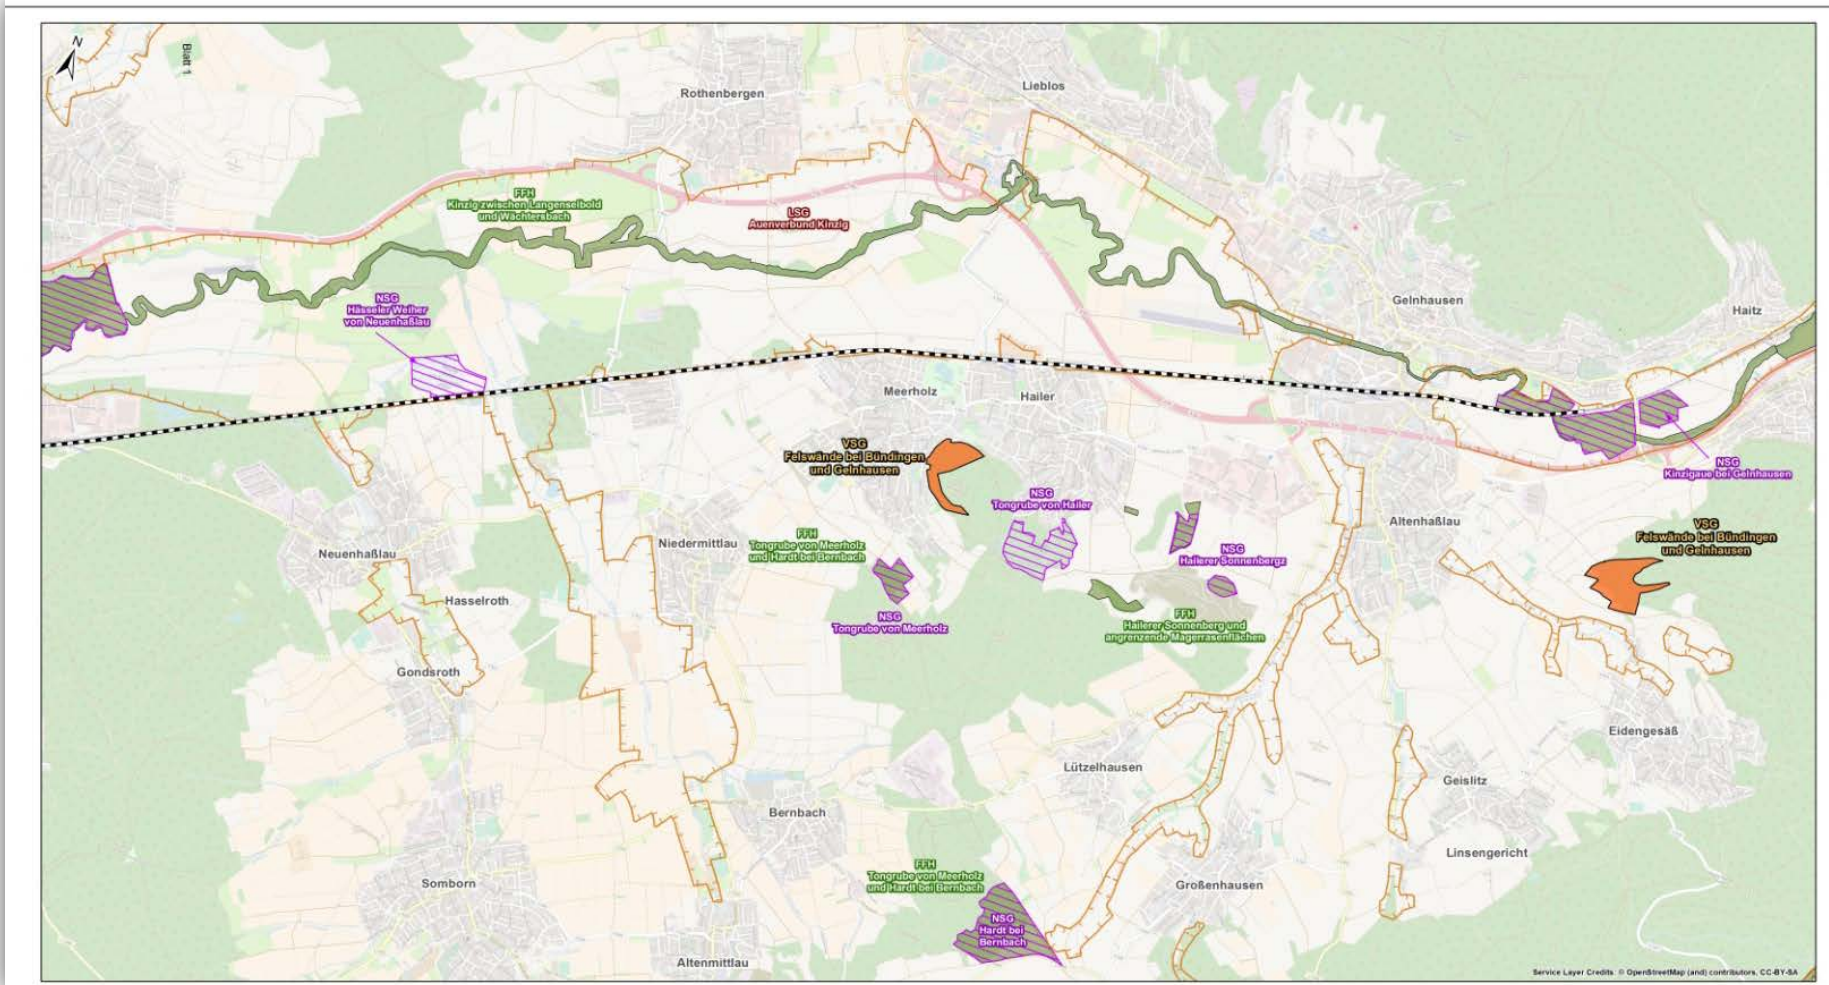 N
Blatt 1
Rothenbergen
Lieblos
FFH
Kinzig zwischen Langenselbold
und Wächtersbach
LSG
Auenverbund Kinzig
NSG
Hässeler Weiher
von Neuenhaßlau
Gelnhausen
Haitz
Meerholz
Hailer
VSG
Felswände bei Bündingen
und Gelnhausen
NSG
Kinzigaue bei Gelnhausen
NSG
Tongrube von Hailer
Altenhaßlau
VSG
Felswände bei Bündingen
und Gelnhausen
Neuenhaßlau
Niedermittlau
FFH
Tongrube von Meerholz
und Hardt bei Bernbach
NSG
Hailerer Sonnenbergz
Hasselroth
NSG
Tongrube von Meerholz
FFH
Hailerer Sonnenberg und
angrenzende Magerrasenflächen
Gondsroth
Eidengesäß
Lützelhausen
Geislitz
Bernbach
Linsengericht
Somborn
FFH
Tongrube von Meerholz
und Hardt bei Bernbach
Großenhausen
NSG
Hardt bei
Bernbach
Altenmittlau
Service Layer Credits: © OpenStreetMap (and) contributors, CC-BY-SA